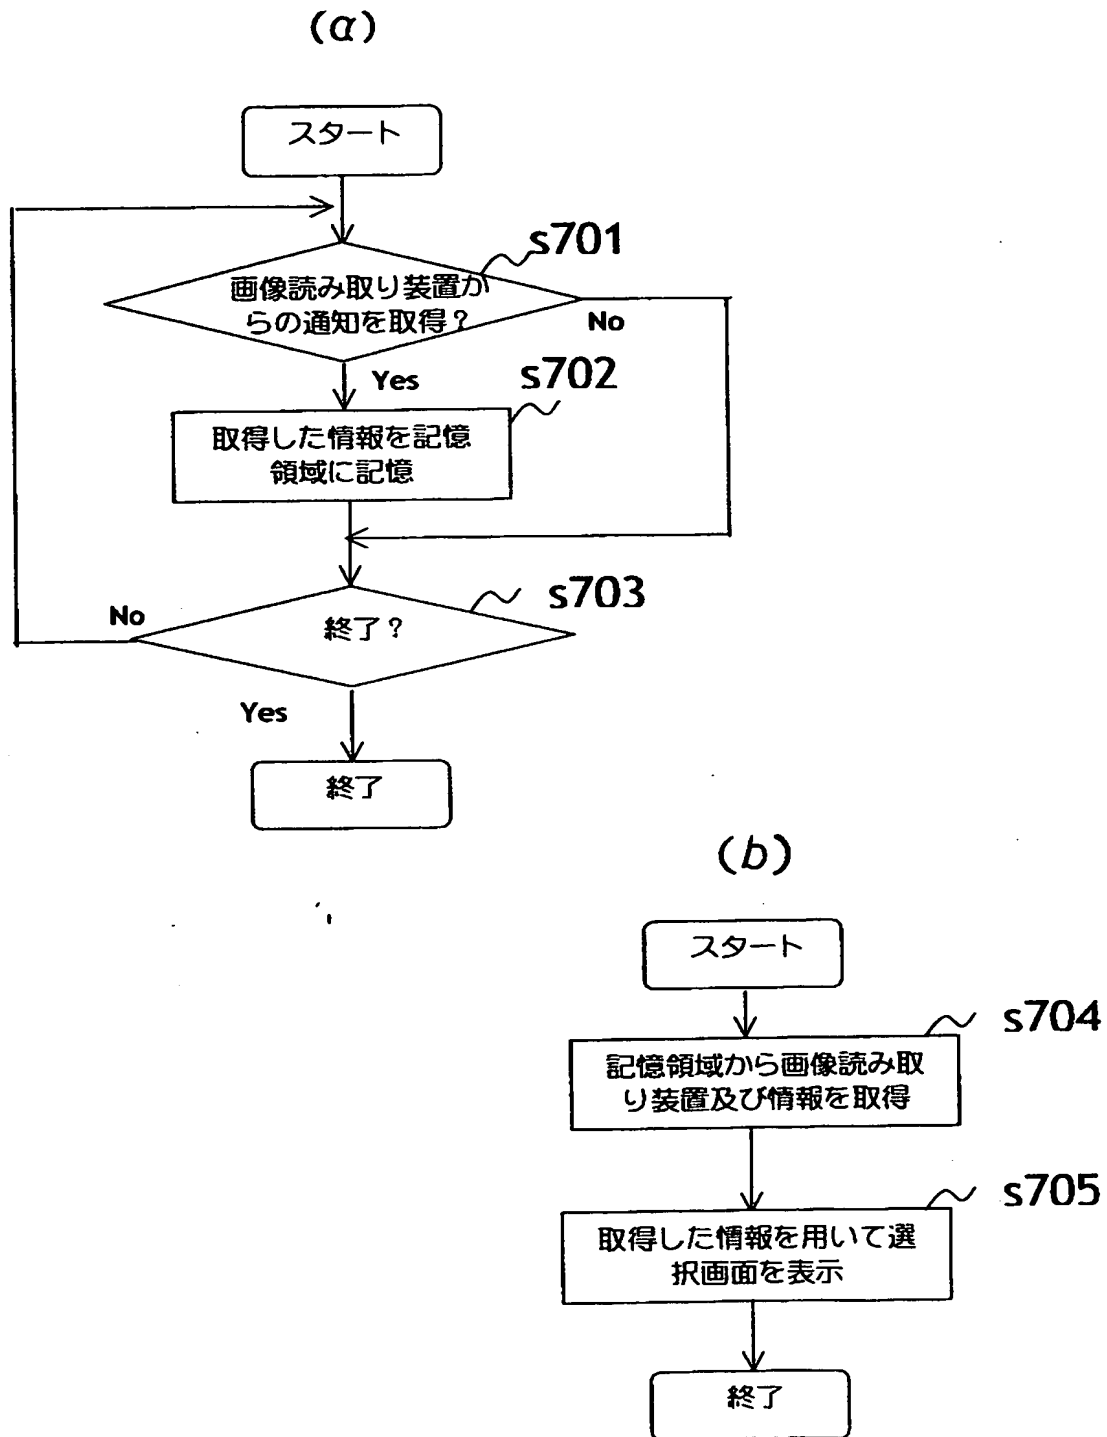 (a)
スタート
s701
画像読み取り装置か
らの通知を取得？
No
Yes
s702
取得した情報を記憶
領域に記憶
s703
No
終了？
Yes
終了
(b)
スタート
s704
記憶領域から画像読み取
り装置及び情報を取得
s705
取得した情報を用いて選
択画面を表示
終了